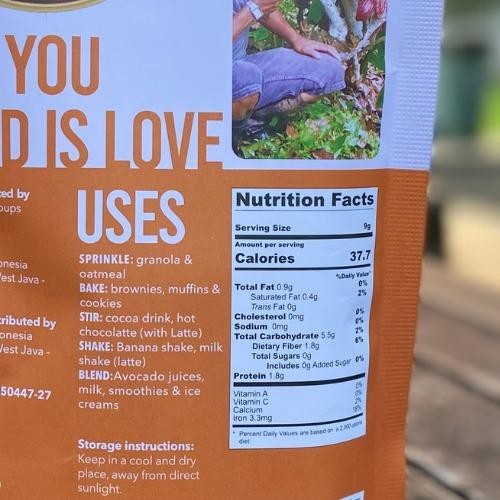 YOU
D IS LOVE
ted by
oups
onesia
West Java -
tributed by
onesia
West Java -
50447-27
USES
SPRINKLE: granola &
oatmeal
BAKE: brownies, muffins &
cookies
STIR: cocoa drink, hot
chocolatte (with Latte)
SHAKE: Banana shake, milk
shake (latte)
BLEND:Avocado juices,
milk, smoothies & ice
creams
Storage instructions:
Keep in a cool and dry
place, away from direct
sunlight.
Nutrition Facts
Serving Size 9g
Amount per serving
Calories 37.7
%Daily Value*
Total Fat 0.9g 0%
Saturated Fat 0.4g 2%
Trans Fat 0g
Cholesterol 0mg 0%
Sodium 0mg 0%
Total Carbohydrate 5.5g 2%
Dietary Fiber 1.8g 6%
Total Sugars 0g
Includes 0g Added Sugar 0%
Protein 1.8g
Vitamin A 0%
Vitamin C 0%
Calcium 2%
Iron 3.3mg 18%
* Percent Daily Values are based on a 2,000 calorie
diet.